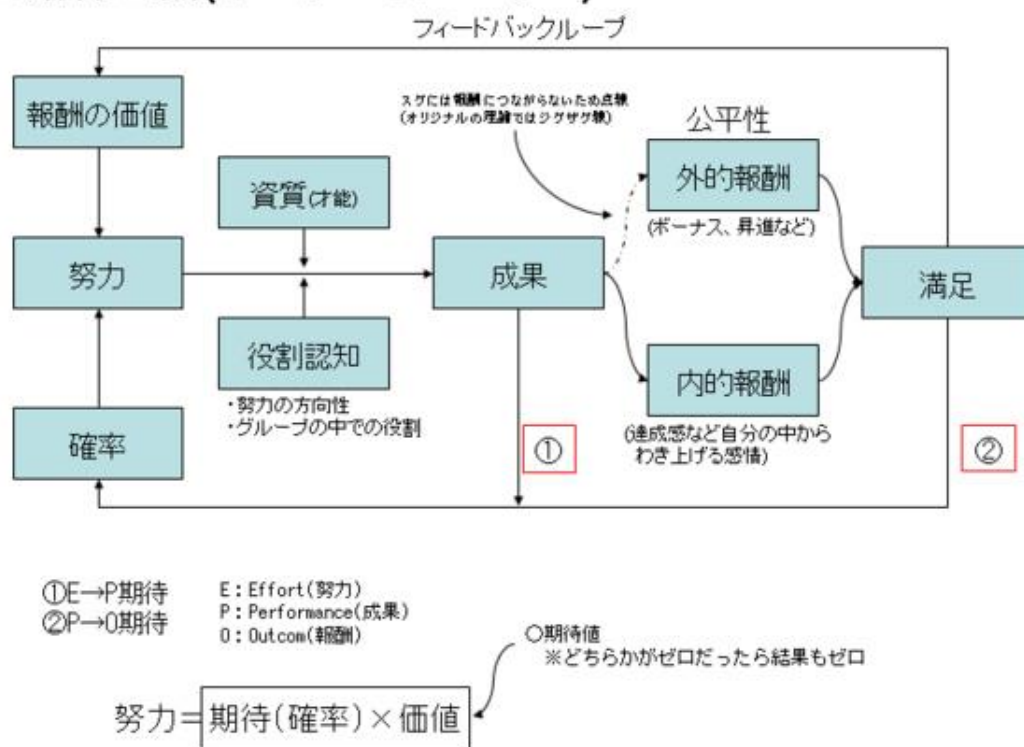 フィードバックループ
報酬の価値
スグには報酬につながらないため点線
(オリジナルの理論ではジグザグ線)
公平性
資質(才能)
外的報酬
(ボーナス、昇進など)
努力
成果
満足
役割認知
・努力の方向性
・グループの中での役割
内的報酬
(達成感など自分の中から
わき上げる感情)
確率
①
②
①E→P期待
②P→O期待
E:Effort(努力)
P:Performance(成果)
O:Outcom(報酬)
○期待値
※どちらかがゼロだったら結果もゼロ
努力=期待(確率)×価値